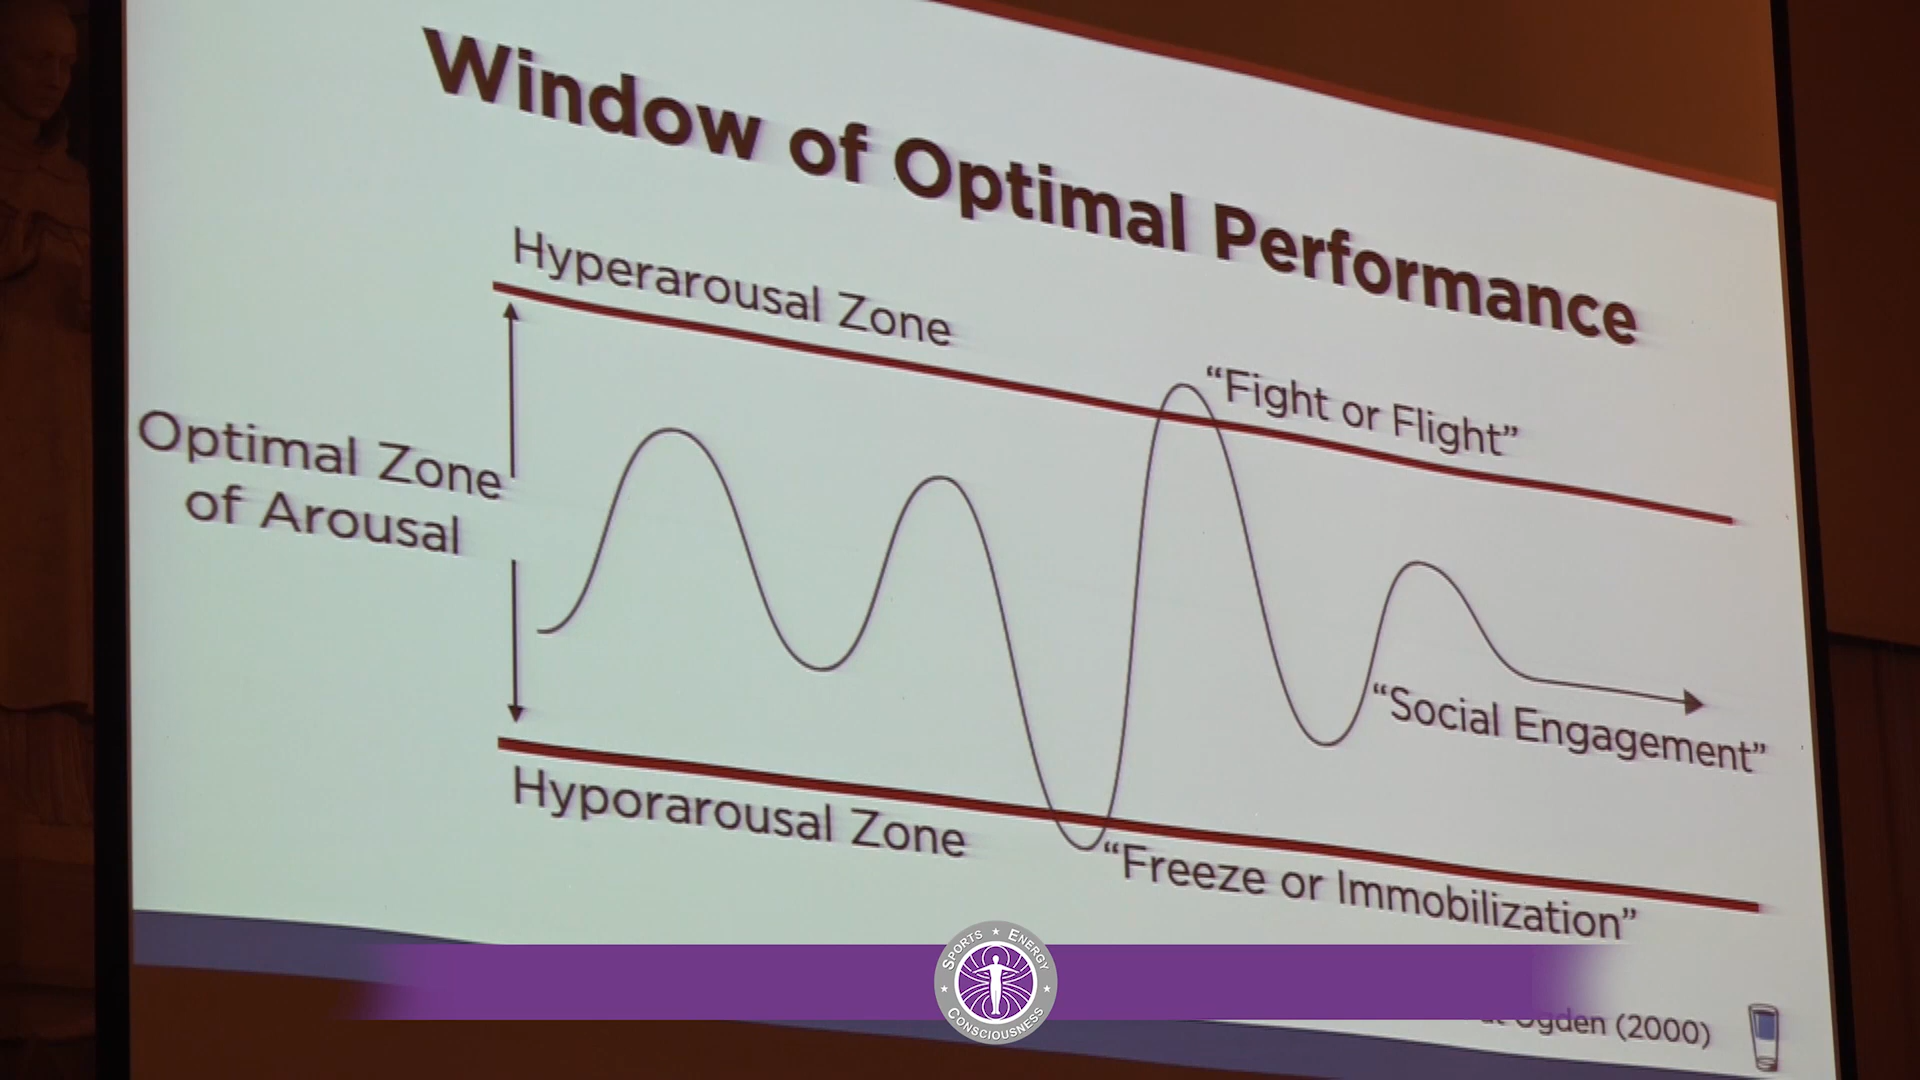 Window of Optimal Performance
Hyperarousal Zone
“Fight or Flight”
Optimal Zone
of Arousal
“Social Engagement”
Hyporarousal Zone
“Freeze or Immobilization”
SPORTS ★ ENERGY ★ CONSCIOUSNESS ★
Ogden (2000)